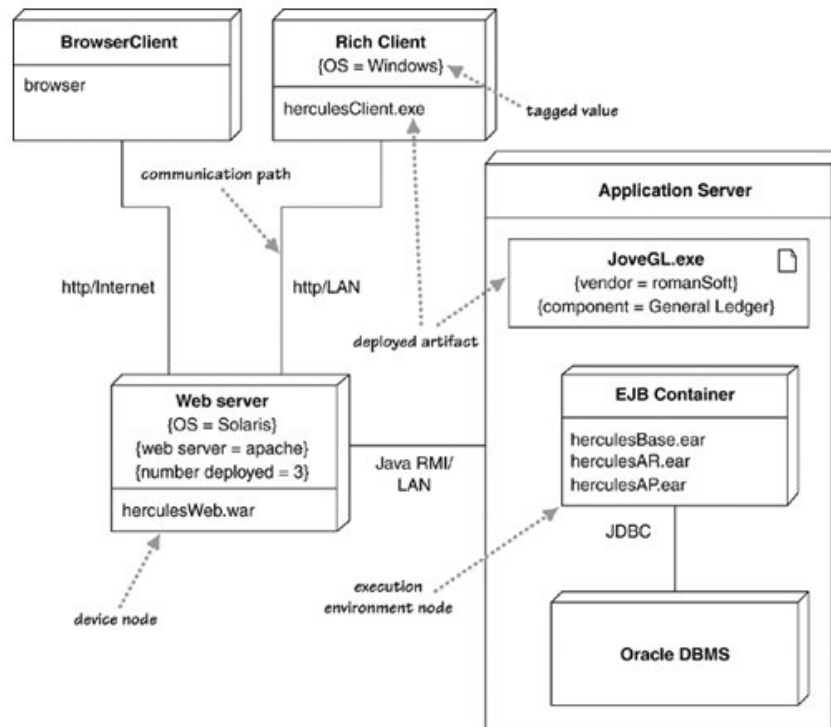 BrowserClient
browser
Rich Client
{OS = Windows}
herculesClient.exe
tagged value
communication path
http/Internet
http/LAN
deployed artifact
Application Server
JoveGL.exe
{vendor = romanSoft}
{component = General Ledger}
Web server
{OS = Solaris}
{web server = apache}
{number deployed = 3}
herculesWeb.war
Java RMI/
LAN
EJB Container
herculesBase.ear
herculesAR.ear
herculesAP.ear
JDBC
device node
execution
environment node
Oracle DBMS